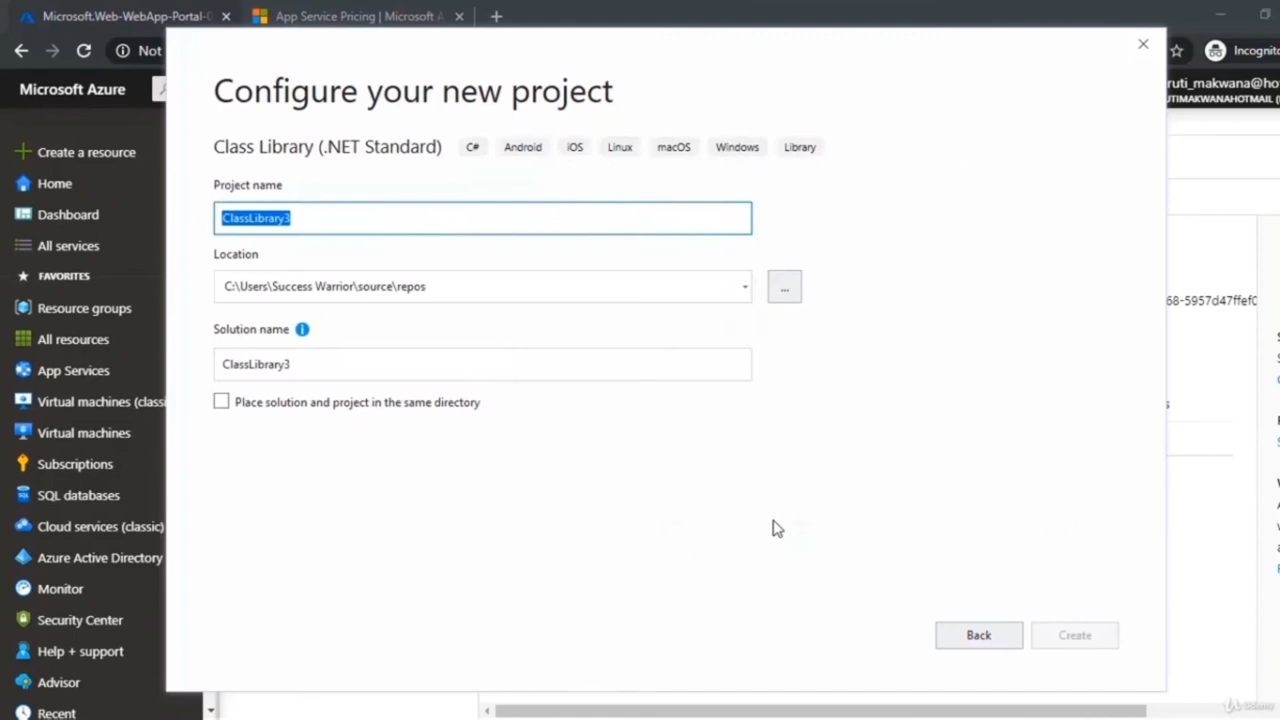 Microsoft.Web-WebApp-Portal-
App Service Pricing | Microsoft A
Not
Incognito
Microsoft Azure
ruti_makwana@ho
UTIMAKWANAHOTMAIL (
Create a resource
Home
Dashboard
All services
FAVORITES
Resource groups
All resources
App Services
Virtual machines (classi
Virtual machines
Subscriptions
SQL databases
Cloud services (classic)
Azure Active Directory
Monitor
Security Center
Help + support
Advisor
Recent
Configure your new project
Class Library (.NET Standard) C# Android iOS Linux macOS Windows Library
Project name
ClassLibrary3
Location
C:\Users\Success Warrior\source\repos
...
Solution name
ClassLibrary3
Place solution and project in the same directory
Back Create
68-5957d47ffef0
Udemy